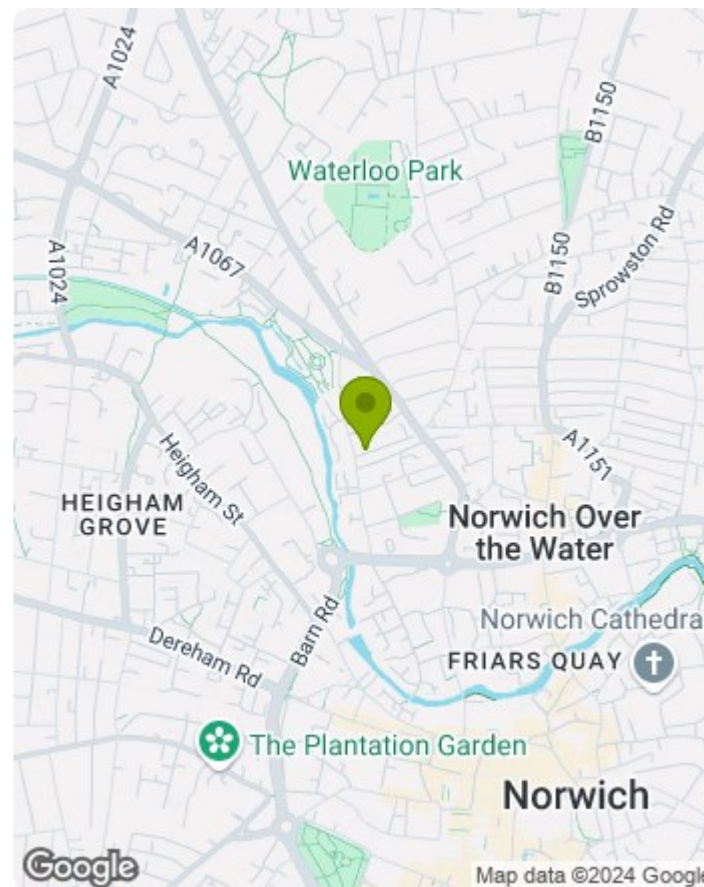 A1024
B1150
Waterloo Park
A1067
A1024
B1150
Sprowston Rd
A1151
Heigham St
HEIGHAM
GROVE
Norwich Over
the Water
Barn Rd
Norwich Cathedra
Dereham Rd
FRIARS QUAY
The Plantation Garden
Norwich
Google
Map data ©2024 Google